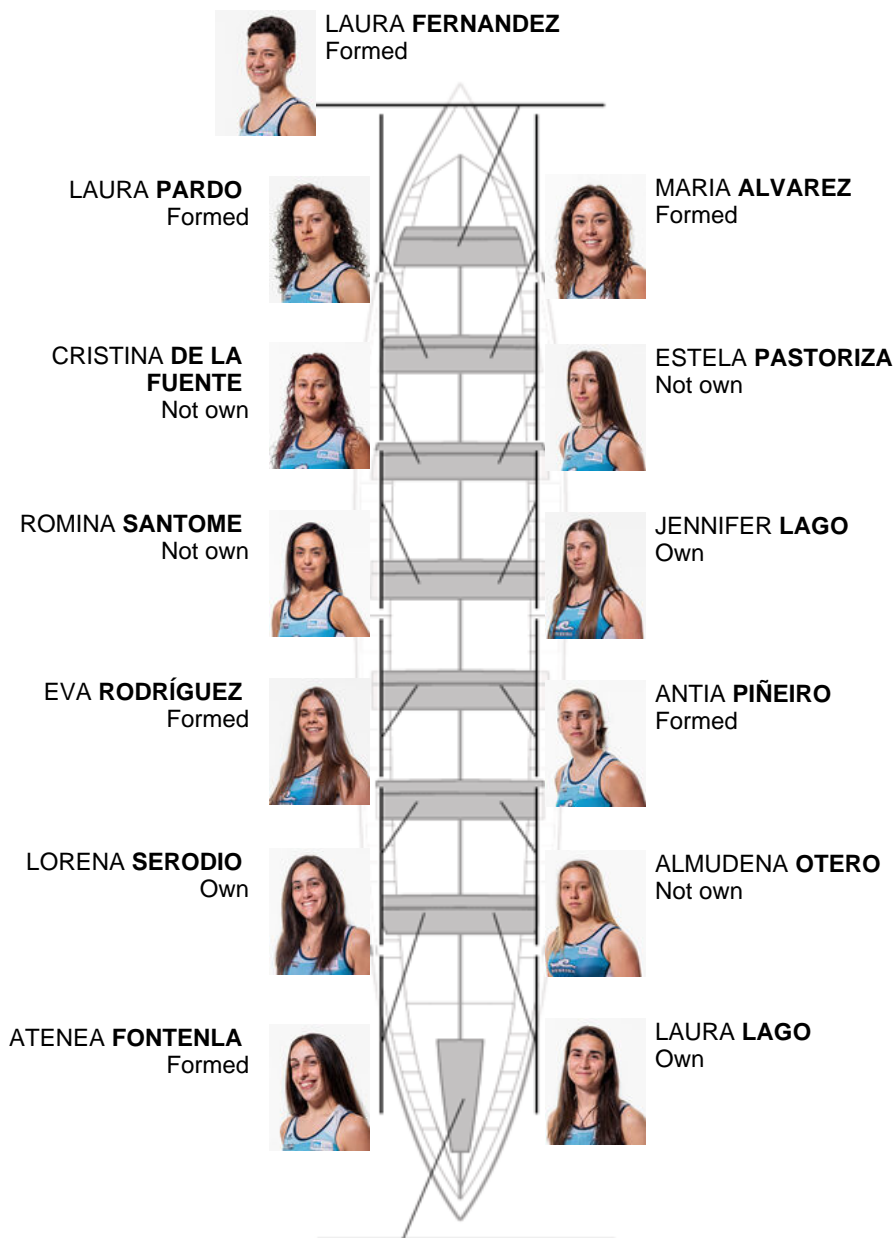 LAURA FERNANDEZ
Formed
LAURA PARDO
Formed
MARIA ALVAREZ
Formed
CRISTINA DE LA
FUENTE
Not own
ESTELA PASTORIZA
Not own
ROMINA SANTOME
Not own
JENNIFER LAGO
Own
EVA RODRÍGUEZ
Formed
ANTIA PIÑEIRO
Formed
LORENA SERODIO
Own
ALMUDENA OTERO
Not own
ATENEA FONTENLA
Formed
LAURA LAGO
Own